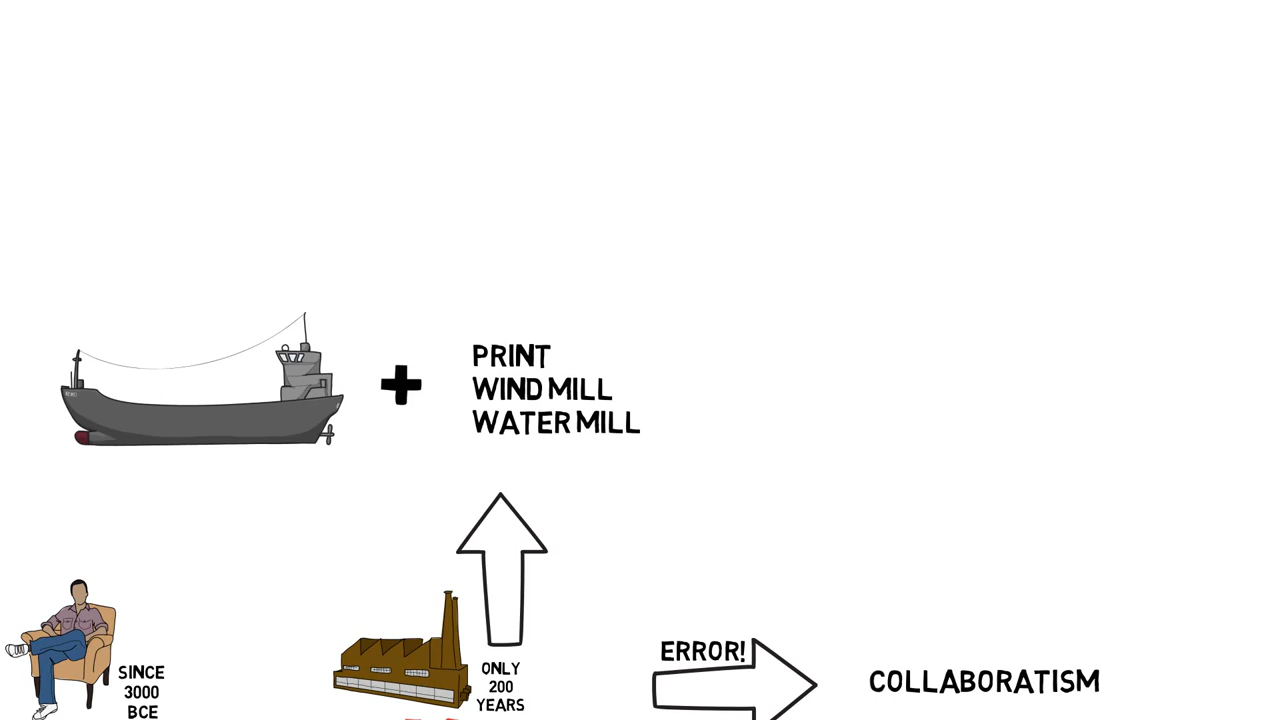 PRINT
WIND MILL
WATER MILL
SINCE
3000
BCE
ONLY
200
YEARS
ERROR!
COLLABORATISM